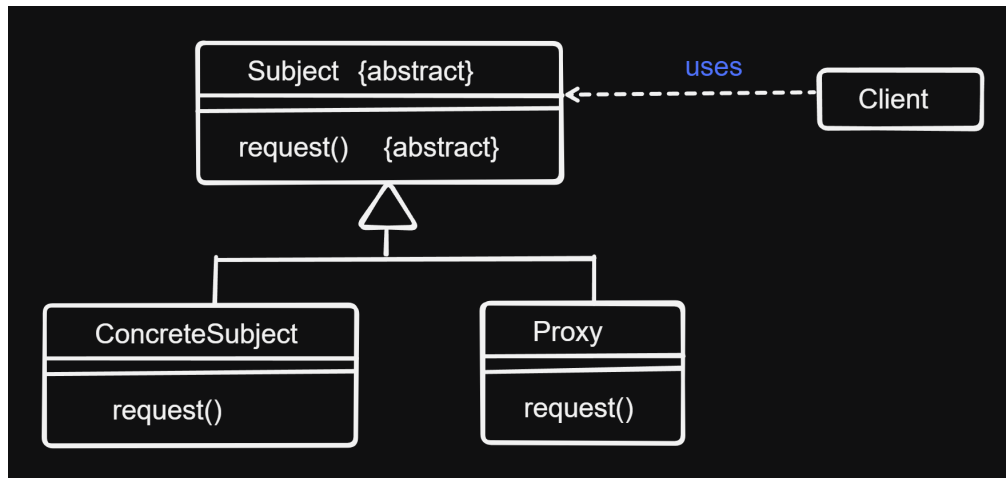 Subject {abstract}
uses
Client
request() {abstract}
ConcreteSubject
Proxy
request()
request()